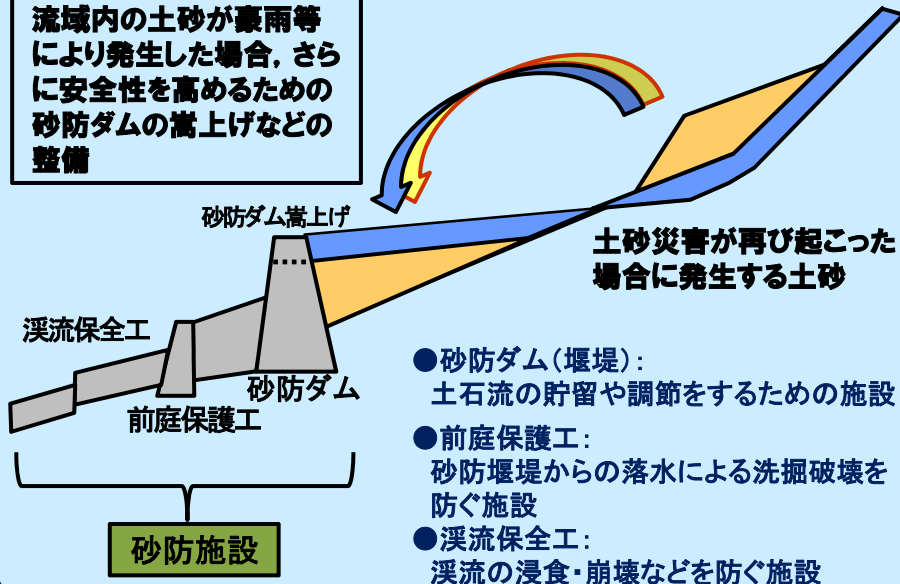 流域内の土砂が豪雨等
により発生した場合，さら
に安全性を高めるための
砂防ダムの嵩上げなどの
整備
砂防ダム嵩上げ
土砂災害が再び起こった
場合に発生する土砂
渓流保全工
砂防ダム
前庭保護工
砂防施設
●砂防ダム（堰堤）：
土石流の貯留や調節をするための施設
●前庭保護工：
砂防堰堤からの落水による洗掘破壊を
防ぐ施設
●渓流保全工：
渓流の浸食・崩壊などを防ぐ施設